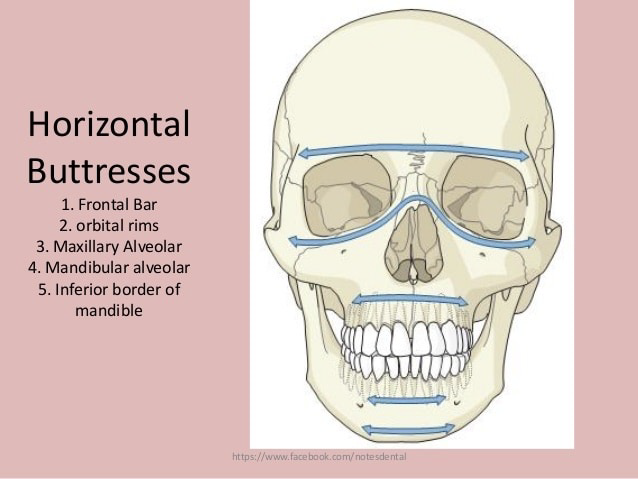 Horizontal
Buttresses
1. Frontal Bar
2. orbital rims
3. Maxillary Alveolar
4. Mandibular alveolar
5. Inferior border of
mandible
https://www.facebook.com/notesdental